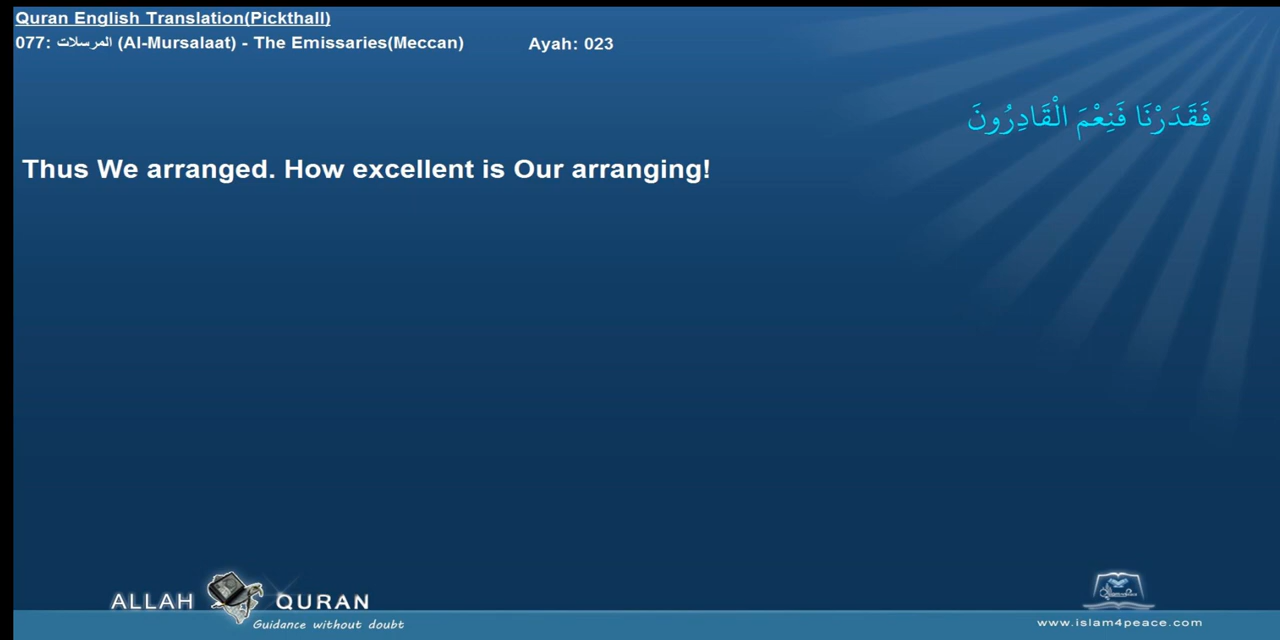 Quran English Translation(Pickthall)
077: المرسلات (Al-Mursalaat) - The Emissaries(Meccan) Ayah: 023
فَقَدَرْنَا فَنِعْمَ الْقَادِرُونَ
Thus We arranged. How excellent is Our arranging!
ALLAH QURAN
Guidance without doubt
www.islam4peace.com